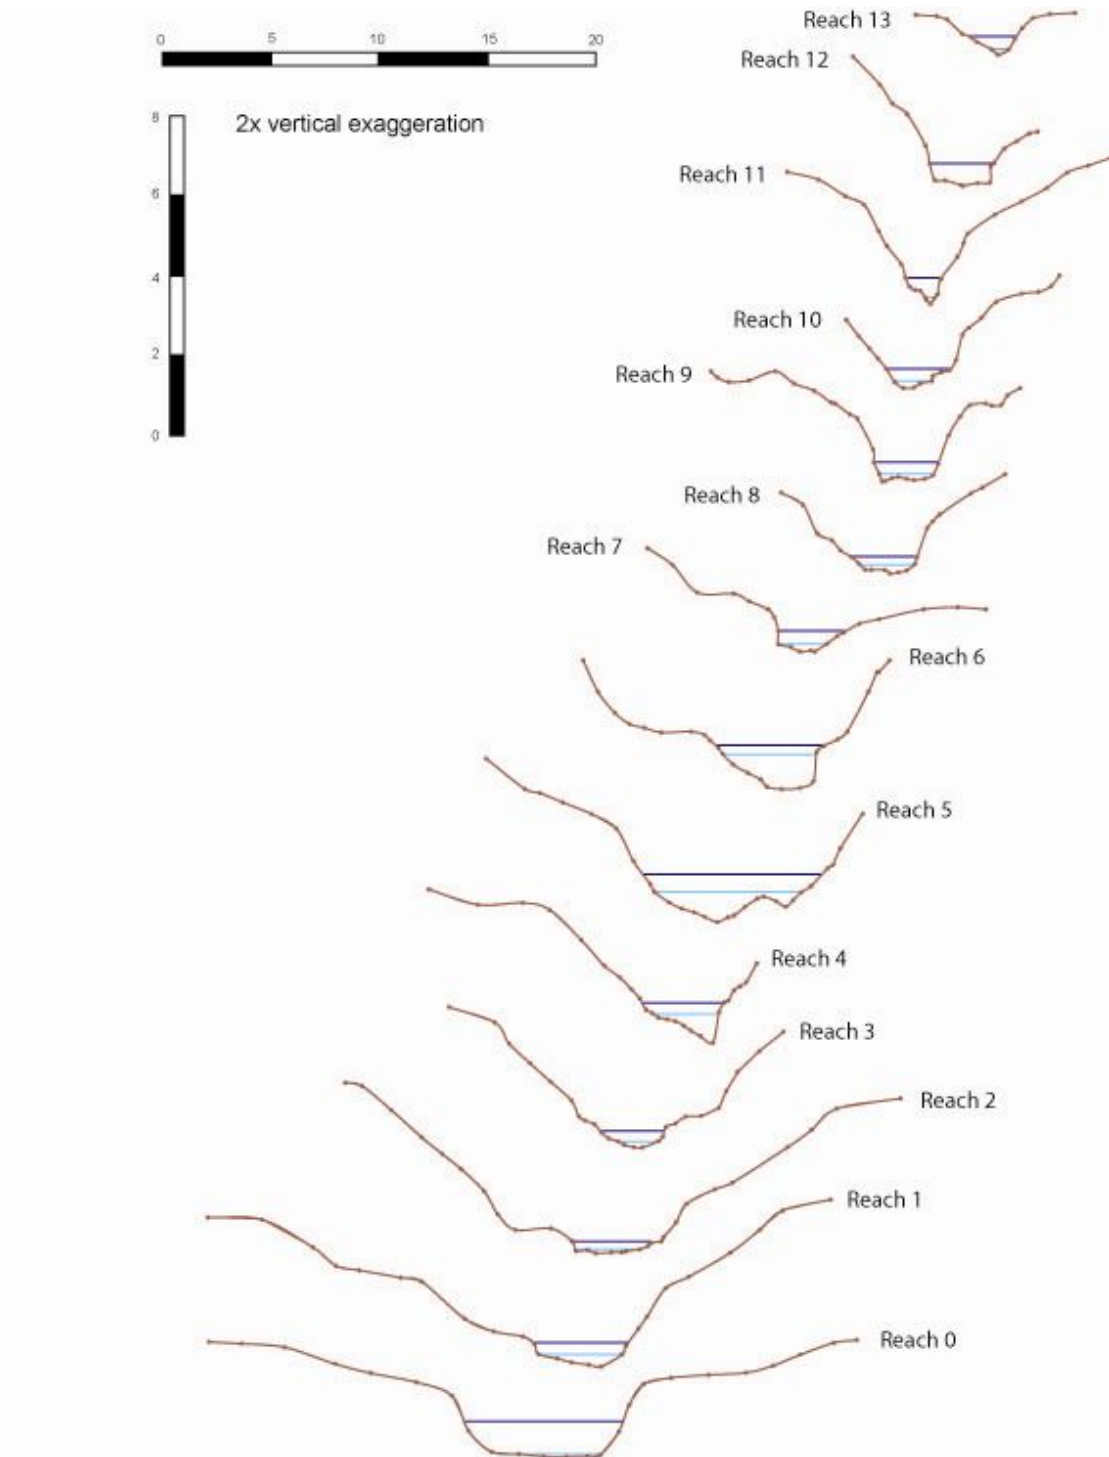 Reach 13
0 5 10 15 20
Reach 12
8
2x vertical exaggeration
Reach 11
6
4
Reach 10
2
Reach 9
0
Reach 8
Reach 7
Reach 6
Reach 5
Reach 4
Reach 3
Reach 2
Reach 1
Reach 0